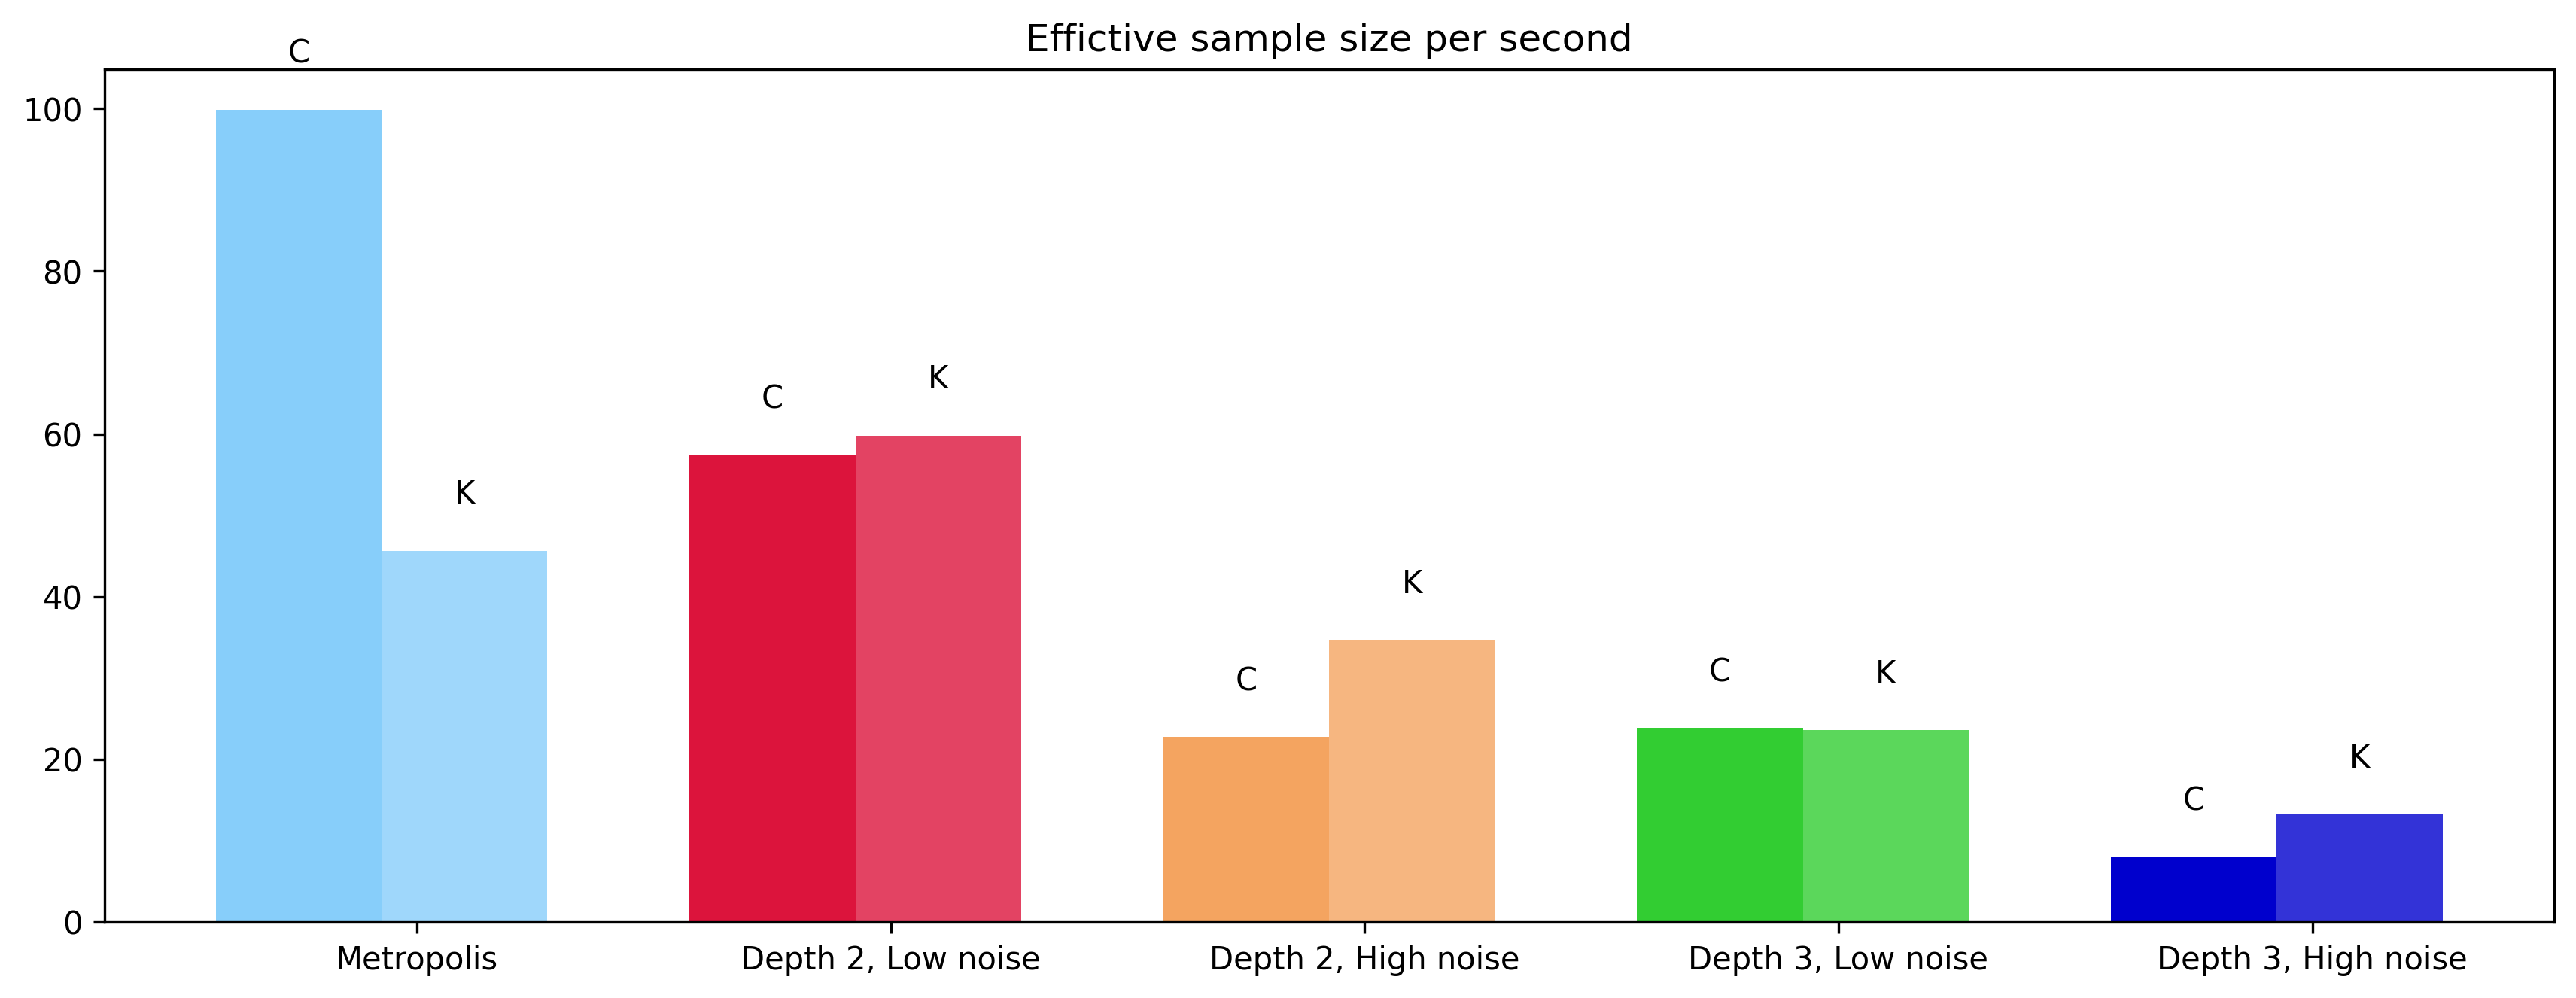 Effictive sample size per second
C
K
C
K
C
K
C
K
C
K
100
80
60
40
20
0
Metropolis
Depth 2, Low noise
Depth 2, High noise
Depth 3, Low noise
Depth 3, High noise